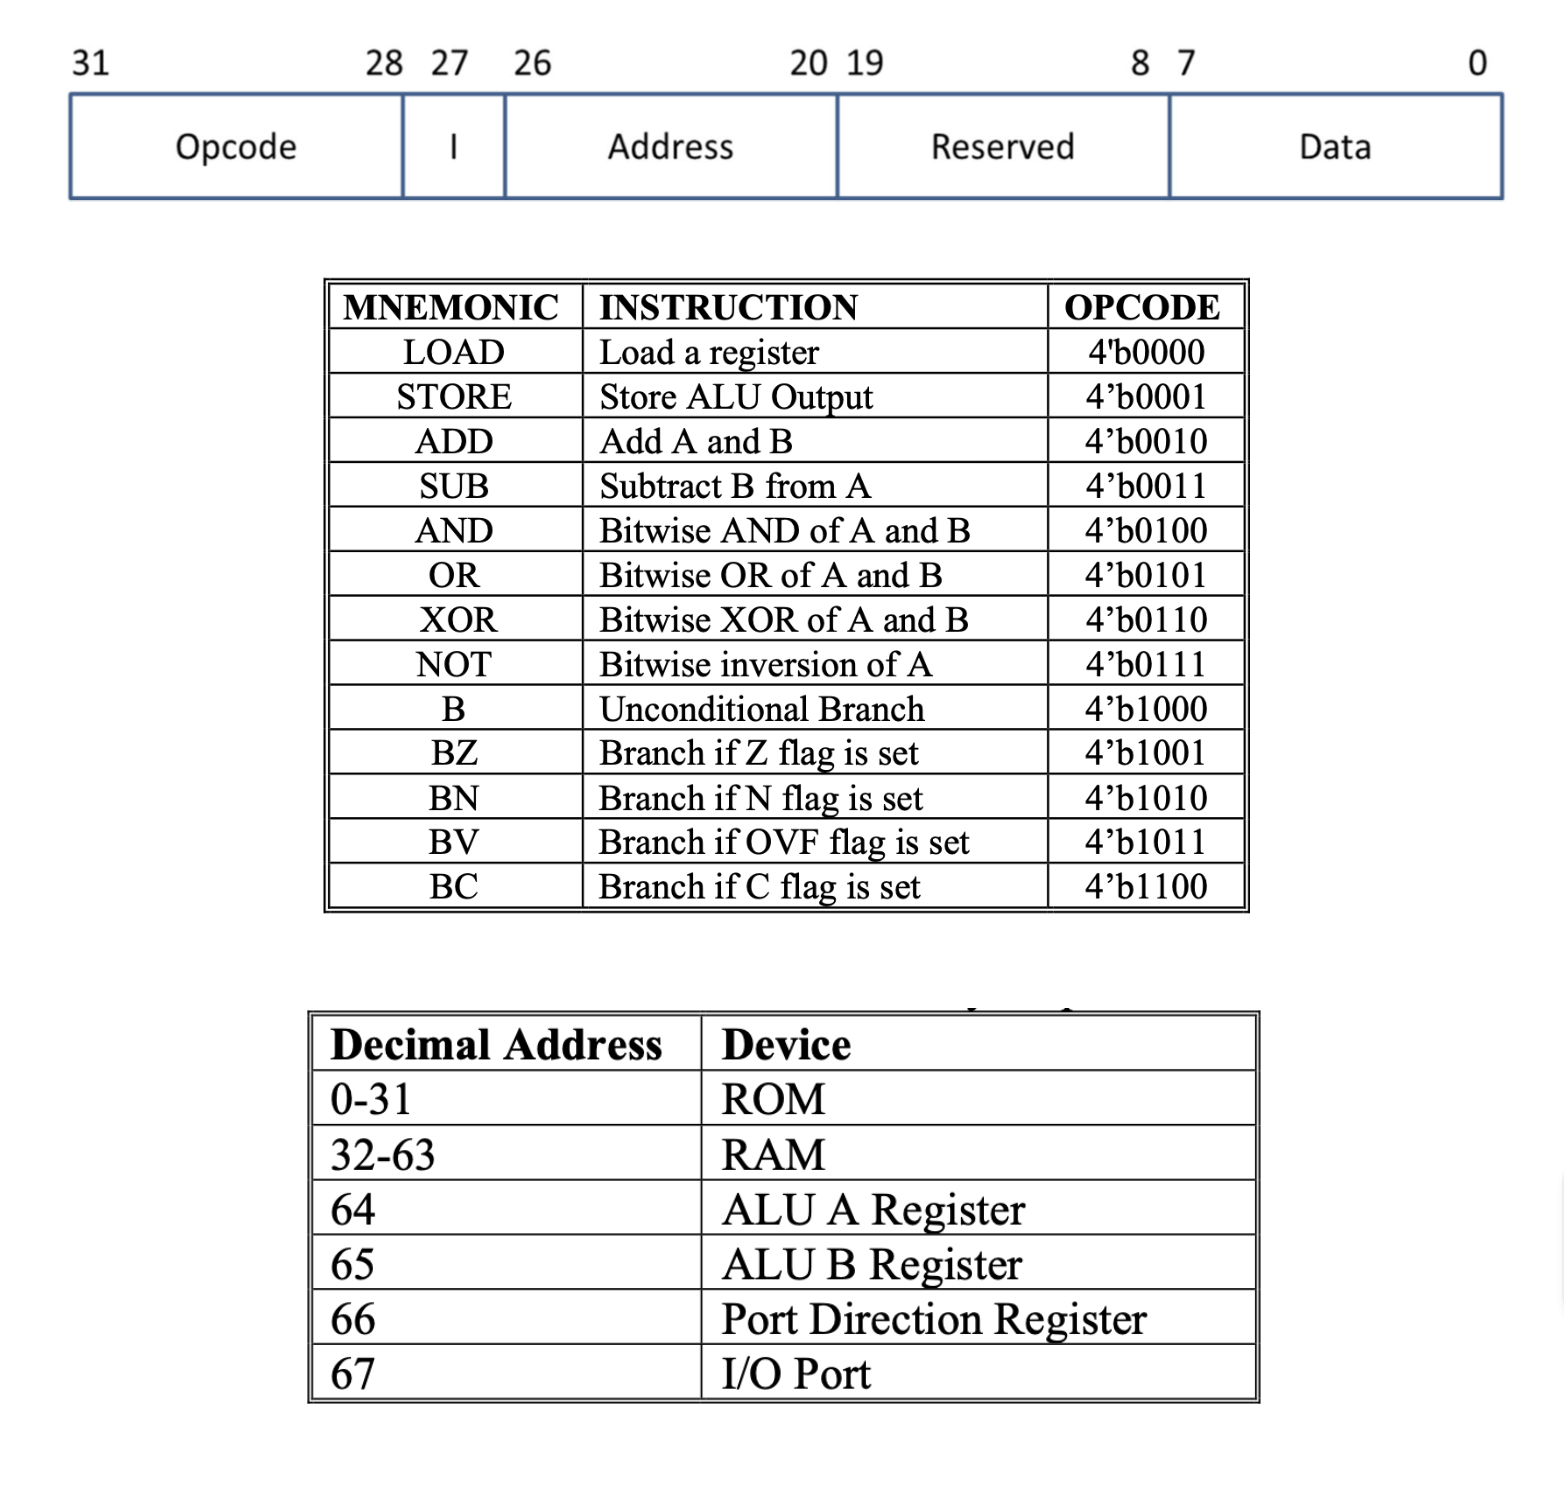 31 28 27 26 20 19 8 7 0
Opcode I Address Reserved Data
MNEMONIC INSTRUCTION OPCODE
LOAD Load a register 4'b0000
STORE Store ALU Output 4’b0001
ADD Add A and B 4’b0010
SUB Subtract B from A 4’b0011
AND Bitwise AND of A and B 4’b0100
OR Bitwise OR of A and B 4’b0101
XOR Bitwise XOR of A and B 4’b0110
NOT Bitwise inversion of A 4’b0111
B Unconditional Branch 4’b1000
BZ Branch if Z flag is set 4’b1001
BN Branch if N flag is set 4’b1010
BV Branch if OVF flag is set 4’b1011
BC Branch if C flag is set 4’b1100
Decimal Address Device
0-31 ROM
32-63 RAM
64 ALU A Register
65 ALU B Register
66 Port Direction Register
67 I/O Port